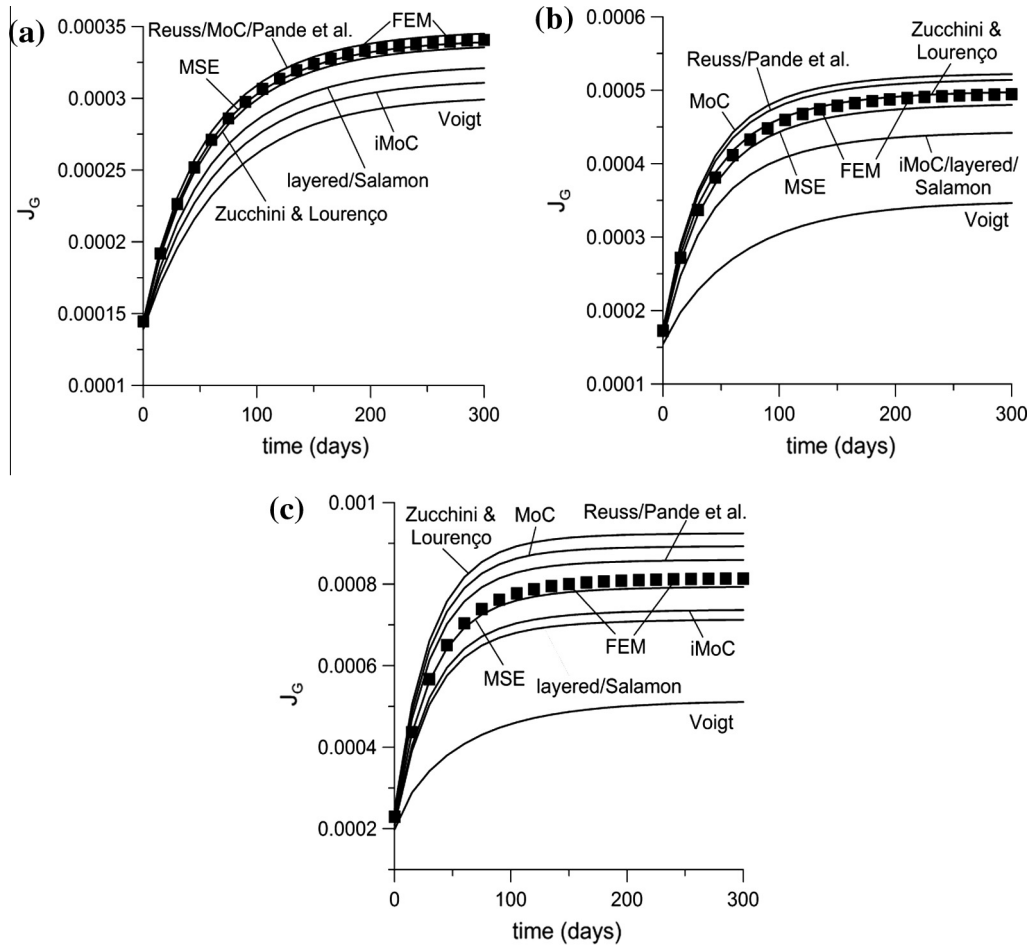 (a)
0.00035
0.0003
0.00025
0.0002
0.00015
0.0001
J_G
Reuss/MoC/Pande et al.
FEM
MSE
Voigt
iMoC
layered/Salamon
Zucchini & Lourenço
0
100
200
300
time (days)
(b)
0.0006
0.0005
0.0004
0.0003
0.0002
0.0001
J_G
Zucchini &
Lourenço
Reuss/Pande et al.
MoC
MSE
FEM
iMoC/layered/
Salamon
Voigt
0
100
200
300
time (days)
(c)
0.001
0.0008
0.0006
0.0004
0.0002
J_G
Zucchini &
Lourenço
MoC
Reuss/Pande et al.
FEM
iMoC
MSE
layered/Salamon
Voigt
0
100
200
300
time (days)